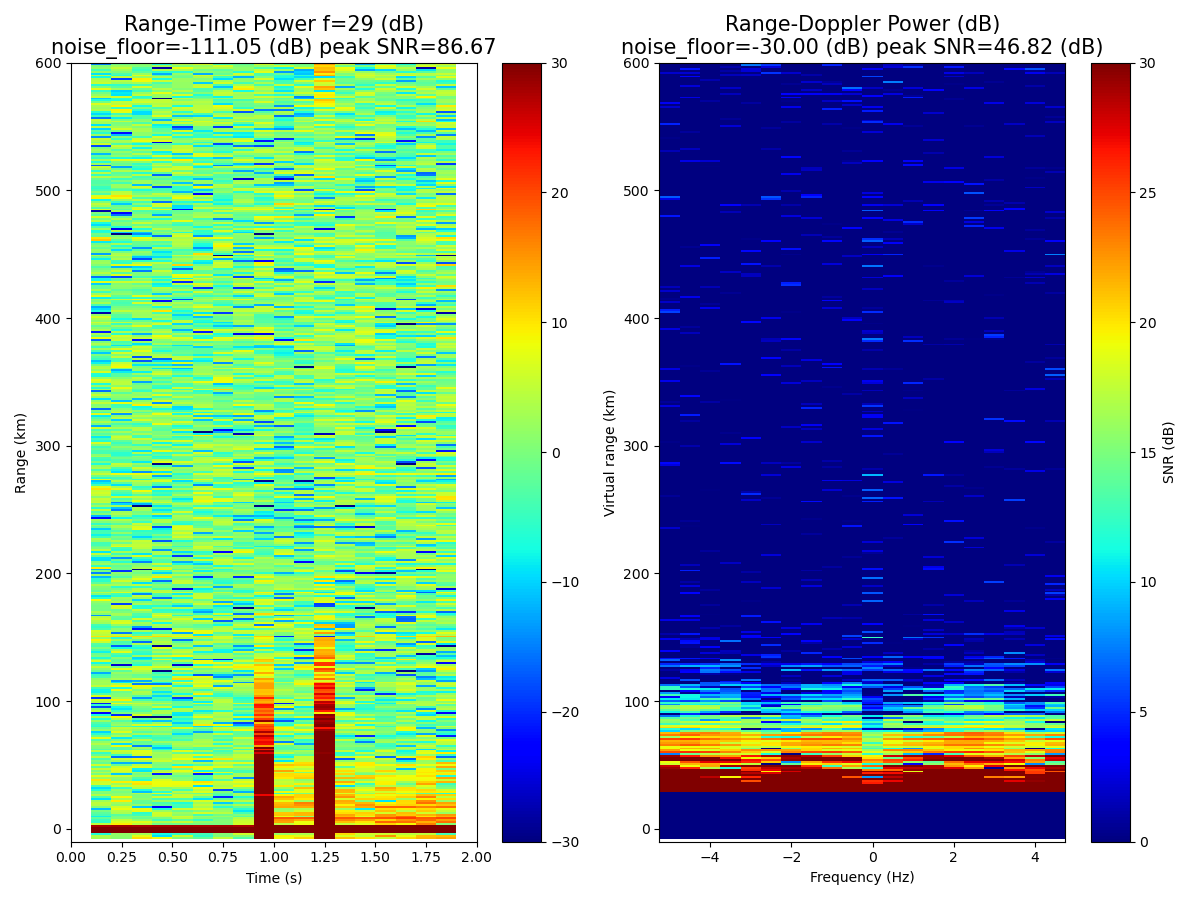 Range-Time Power f=29 (dB)
noise_floor=-111.05 (dB) peak SNR=86.67
Range (km)
600
500
400
300
200
100
0
0.00 0.25 0.50 0.75 1.00 1.25 1.50 1.75 2.00
Time (s)
30
20
10
0
−10
−20
−30
Range-Doppler Power (dB)
noise_floor=-30.00 (dB) peak SNR=46.82 (dB)
Virtual range (km)
600
500
400
300
200
100
0
−4 −2 0 2 4
Frequency (Hz)
30
25
20
15
10
5
0
SNR (dB)